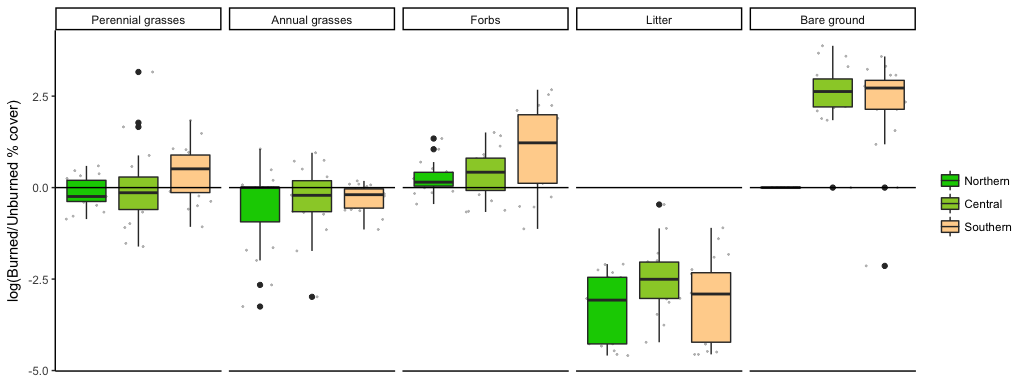 Perennial grasses
Annual grasses
Forbs
Litter
Bare ground
log(Burned/Unburned % cover)
2.5
0.0
-2.5
-5.0
Northern
Central
Southern